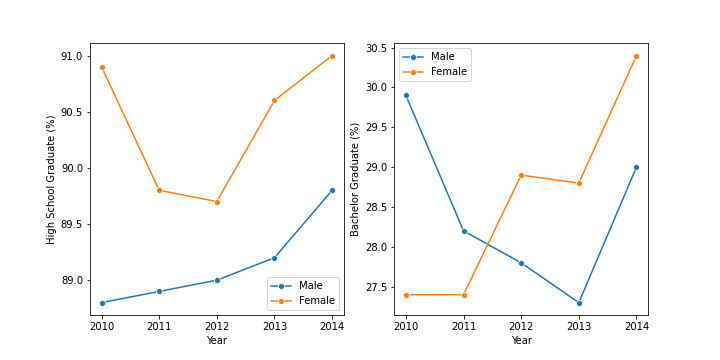 High School Graduate (%)
91.0
90.5
90.0
89.5
89.0
2010 2011 2012 2013 2014
Year
Male
Female
Bachelor Graduate (%)
30.5
30.0
29.5
29.0
28.5
28.0
27.5
2010 2011 2012 2013 2014
Year
Male
Female